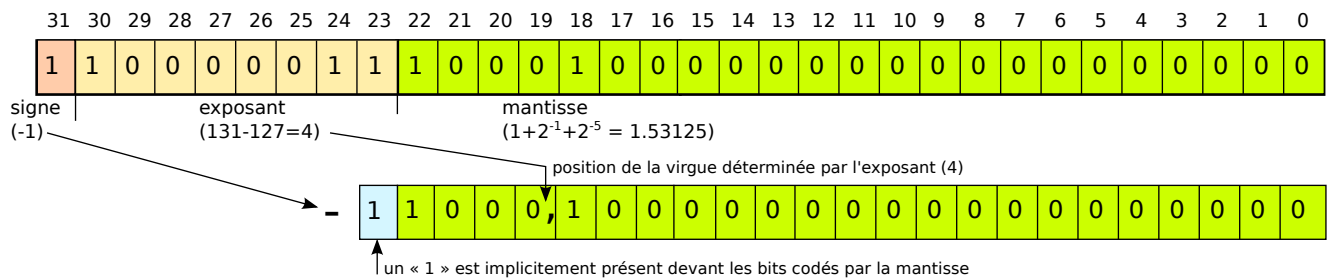 31 30 29 28 27 26 25 24 23 22 21 20 19 18 17 16 15 14 13 12 11 10 9 8 7 6 5 4 3 2 1 0
1 1 0 0 0 0 0 1 1 1 0 0 0 1 0 0 0 0 0 0 0 0 0 0 0 0 0 0 0 0 0 0
signe exposant mantisse
(-1) (131-127=4) (1+2⁻¹+2⁻⁵ = 1.53125)
position de la virgue déterminée par l'exposant (4)
- 1 1 0 0 0 , 1 0 0 0 0 0 0 0 0 0 0 0 0 0 0 0 0 0 0 0
un « 1 » est implicitement présent devant les bits codés par la mantisse